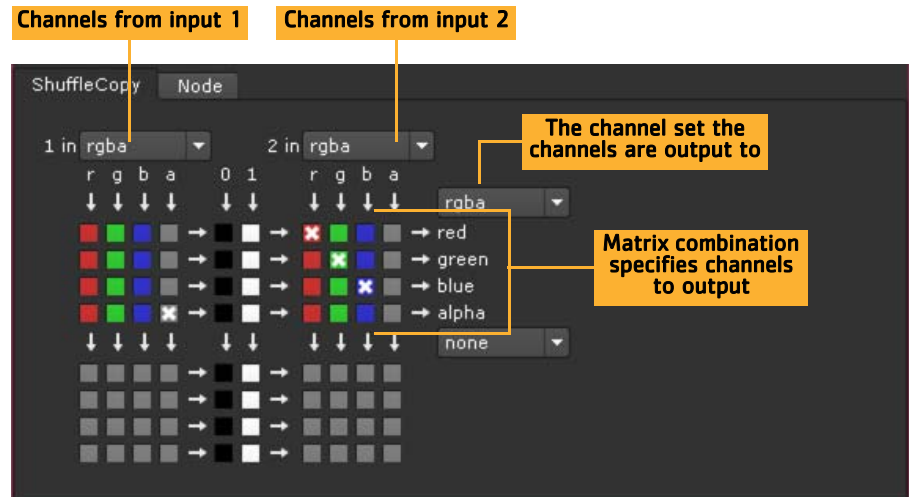 Channels from input 1
Channels from input 2
ShuffleCopy
Node
1 in rgba
2 in rgba
The channel set the
channels are output to
r g b a 0 1 r g b a
rgba
red
green
blue
alpha
Matrix combination
specifies channels
to output
none